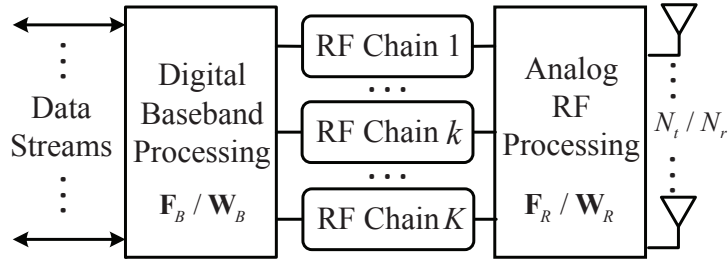 Data
Streams
Digital
Baseband
Processing
F_B / W_B
RF Chain 1
RF Chain k
RF Chain K
Analog
RF
Processing
F_R / W_R
N_t / N_r